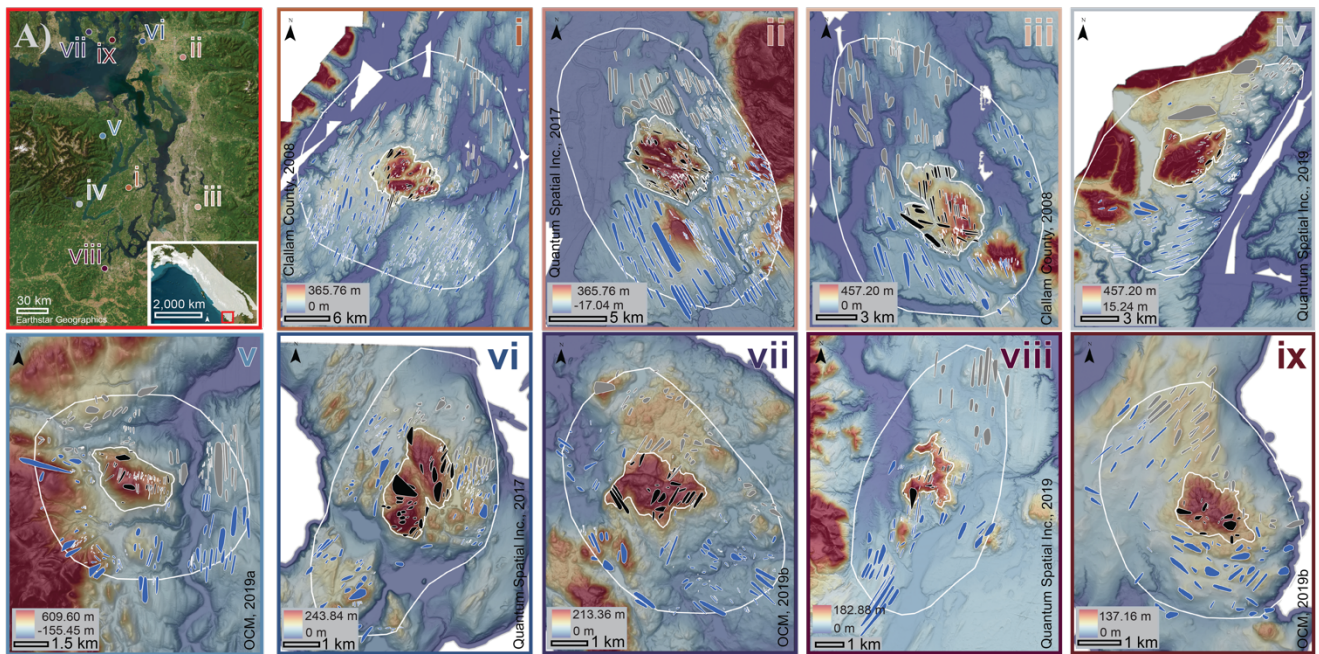 A)
vii
ix
vi
ii
v
iv
i
iii
viii
30 km
2,000 km
Earthstar Geographics
N
i
Clallam County, 2008
365.76 m
0 m
6 km
N
ii
Quantum Spatial Inc., 2017
365.76 m
-17.04 m
5 km
N
iii
Clallam County, 2008
457.20 m
0 m
3 km
N
iv
Quantum Spatial Inc., 2019
457.20 m
15.24 m
3 km
N
v
OCM, 2019a
609.60 m
-155.45 m
1.5 km
N
vi
Quantum Spatial Inc., 2017
243.84 m
0 m
1 km
N
vii
OCM, 2019b
213.36 m
0 m
1 km
N
viii
Quantum Spatial Inc., 2019
182.88 m
0 m
1 km
N
ix
OCM, 2019b
137.16 m
0 m
1 km